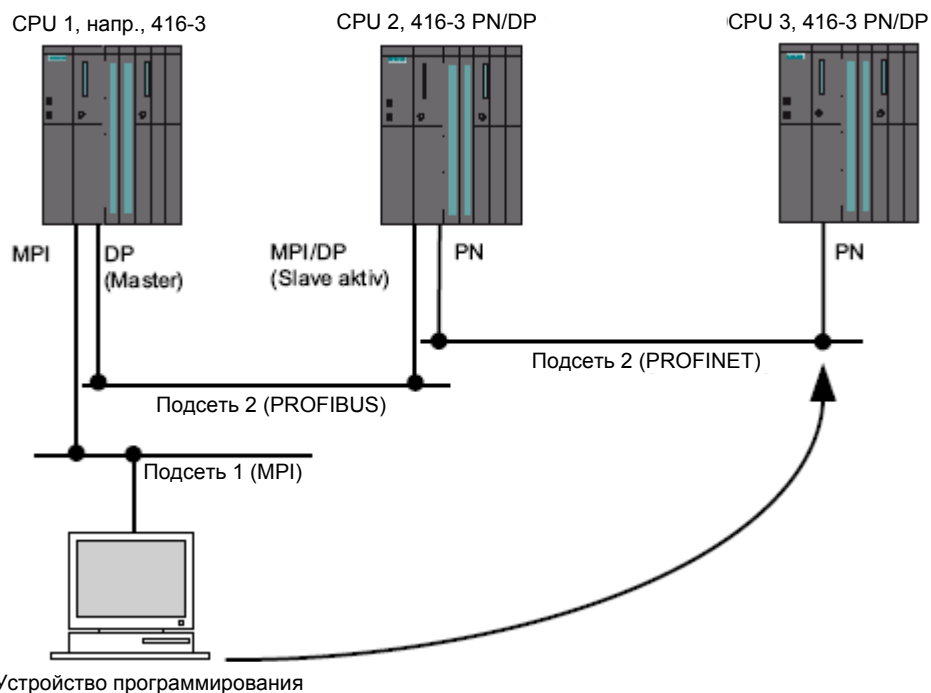 CPU 1, напр., 416-3
CPU 2, 416-3 PN/DP
CPU 3, 416-3 PN/DP
MPI
DP
(Master)
MPI/DP
(Slave aktiv)
PN
PN
Подсеть 2 (PROFINET)
Подсеть 2 (PROFIBUS)
Подсеть 1 (MPI)
Устройство программирования